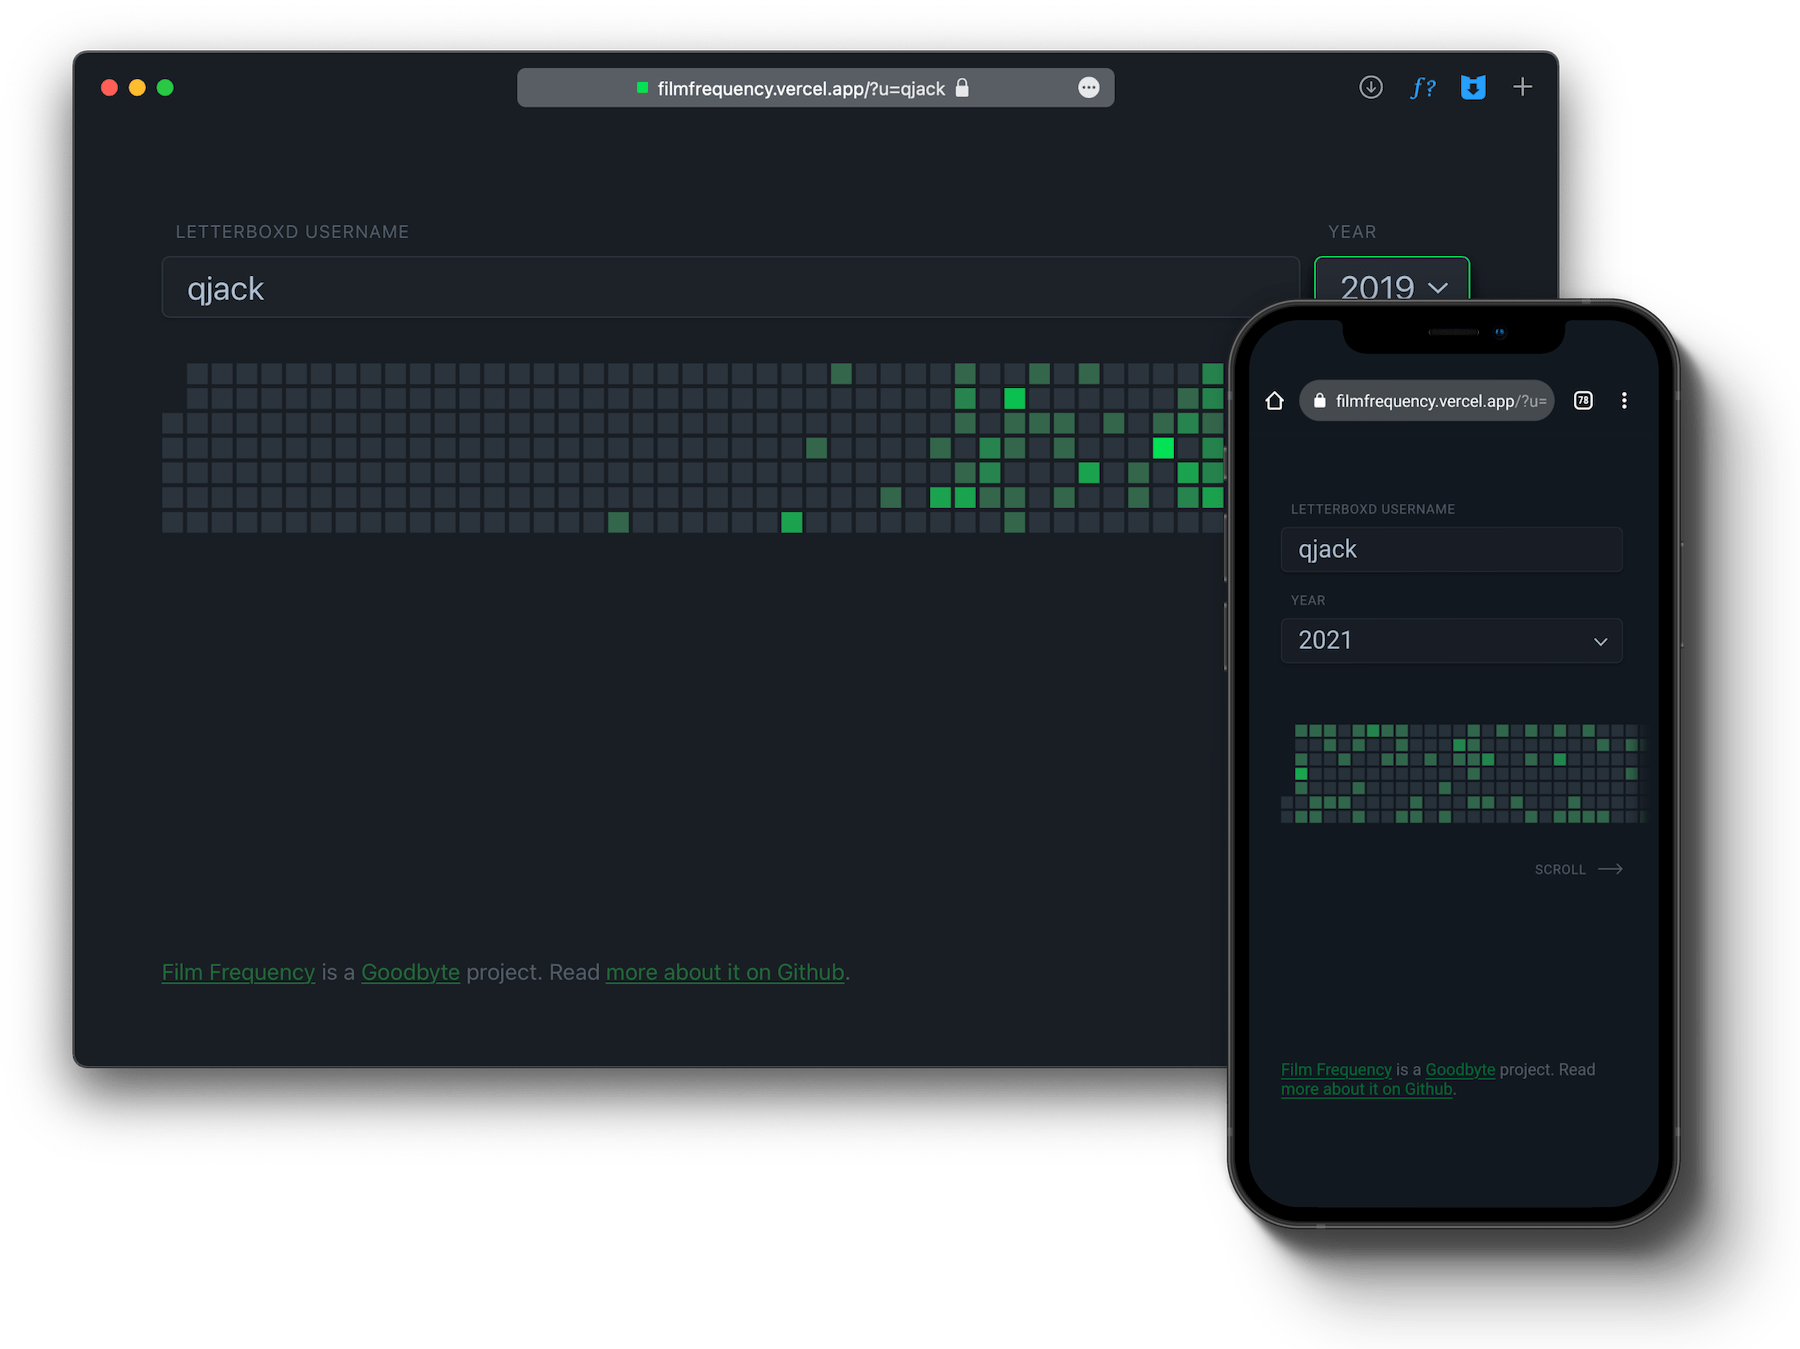 filmfrequency.vercel.app/?u=qjack
f?
LETTERBOXD USERNAME
YEAR
qjack
2019
Film Frequency is a Goodbyte project. Read more about it on Github.
filmfrequency.vercel.app/?u=
78
LETTERBOXD USERNAME
qjack
YEAR
2021
SCROLL
Film Frequency is a Goodbyte project. Read
more about it on Github.